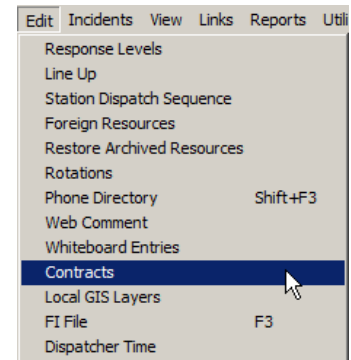 Edit Incidents View Links Reports Utili
Response Levels
Line Up
Station Dispatch Sequence
Foreign Resources
Restore Archived Resources
Rotations
Phone Directory Shift+F3
Web Comment
Whiteboard Entries
Contracts
Local GIS Layers
FI File F3
Dispatcher Time